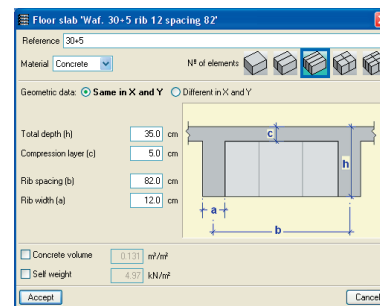 Floor slab 'Waf. 30+5 rib 12 spacing 82'
Reference 30+5
Material Concrete Nº of elements
Geometric data: Same in X and Y Different in X and Y
Total depth (h) 35.0 cm
Compression layer (c) 5.0 cm
Rib spacing (b) 82.0 cm
Rib width (a) 12.0 cm
c
h
a
b
Concrete volume 0.131 m³/m²
Self weight 4.97 kN/m²
Accept Cancel